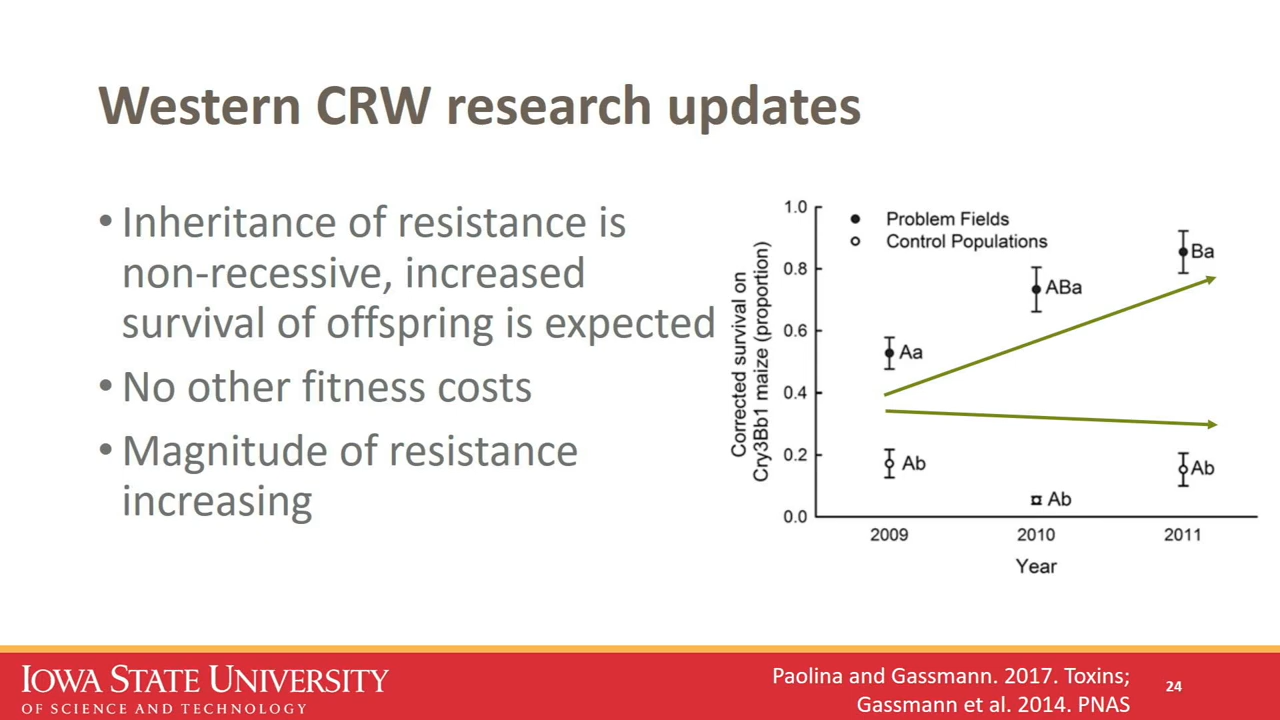 Western CRW research updates
• Inheritance of resistance is
non-recessive, increased
survival of offspring is expected
• No other fitness costs
• Magnitude of resistance
increasing
Corrected survival on
Cry3Bb1 maize (proportion)
1.0
0.8
0.6
0.4
0.2
0.0
Problem Fields
Control Populations
Aa
ABa
Ba
Ab
Ab
Ab
2009
2010
2011
Year
IOWA STATE UNIVERSITY
OF SCIENCE AND TECHNOLOGY
Paolina and Gassmann. 2017. Toxins;
Gassmann et al. 2014. PNAS
24